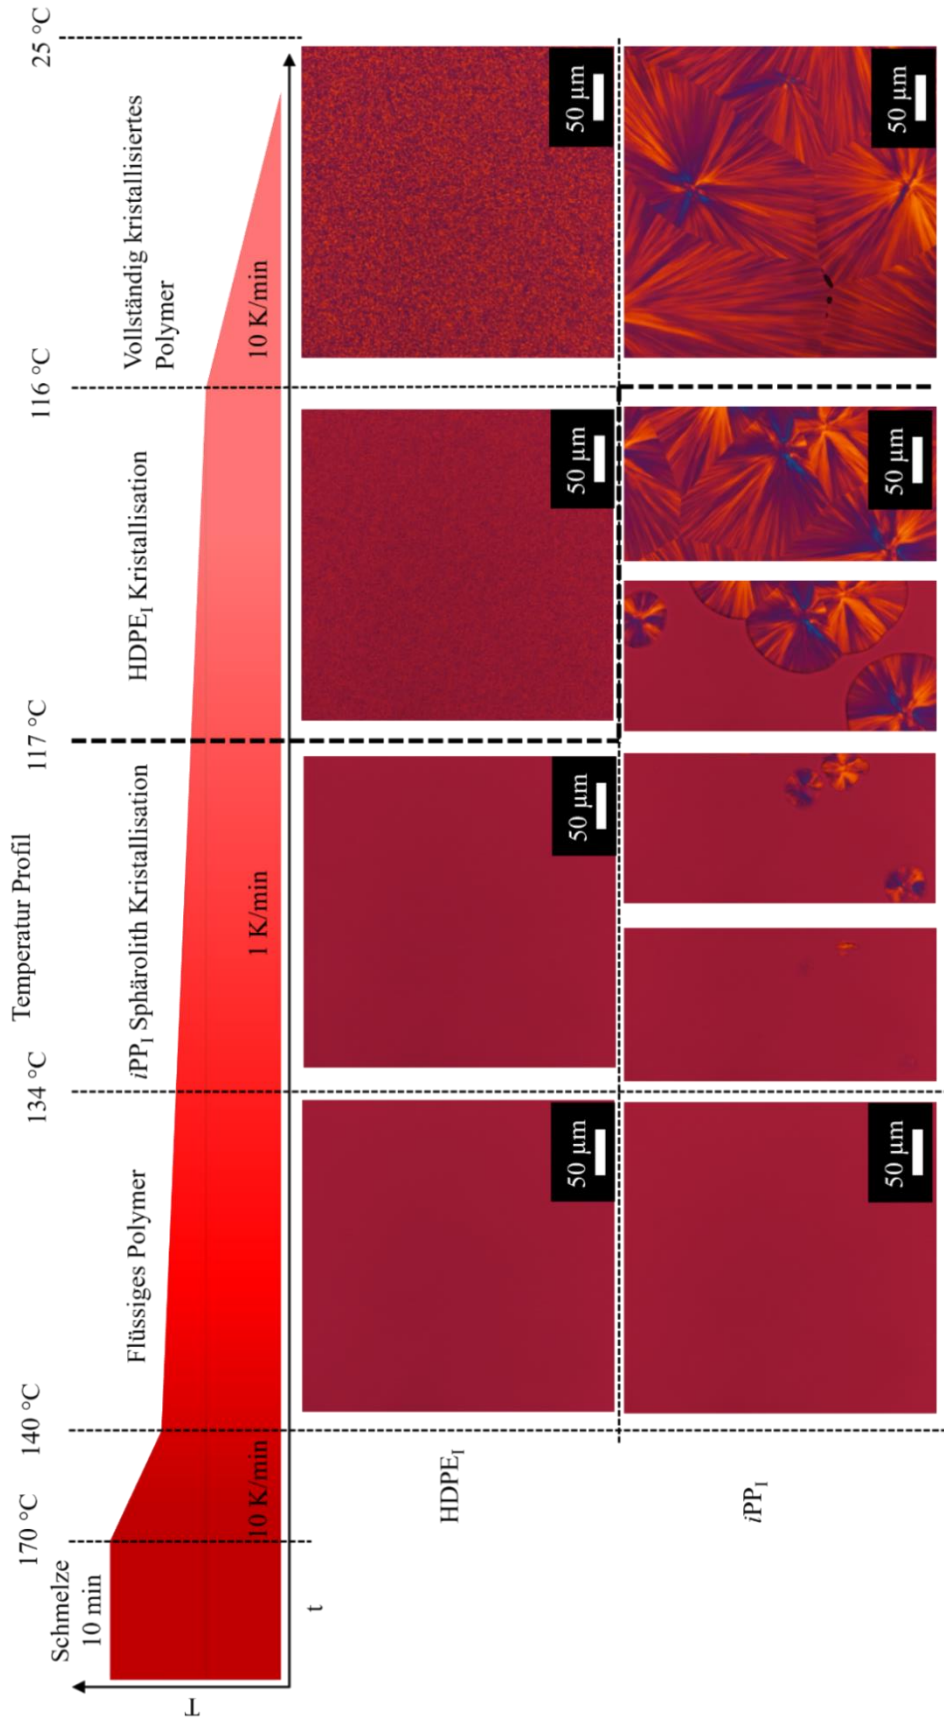 Temperatur Profil
170 °C
140 °C
134 °C
117 °C
116 °C
25 °C
Schmelze
10 min
Flüssiges Polymer
iPPI Sphärolith Kristallisation
HDPEI Kristallisation
Vollständig kristallisiertes
Polymer
T
10 K/min
1 K/min
10 K/min
t
HDPEI
50 µm
50 µm
50 µm
50 µm
iPPI
50 µm
50 µm
50 µm